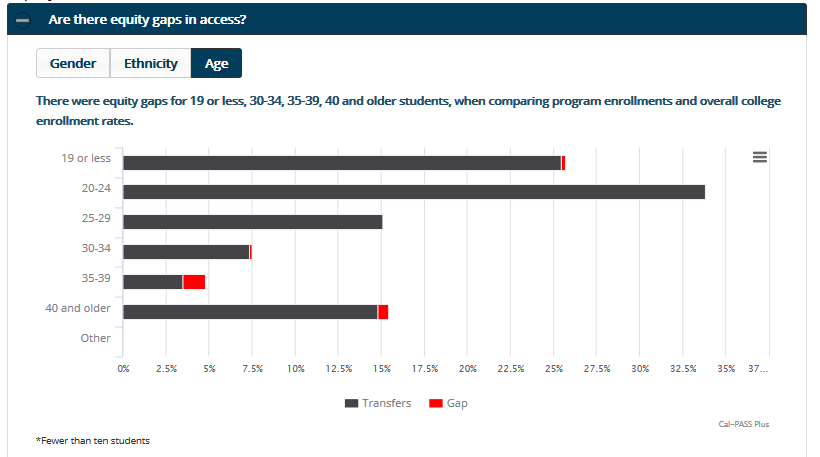 Are there equity gaps in access?
Gender Ethnicity Age
There were equity gaps for 19 or less, 30-34, 35-39, 40 and older students, when comparing program enrollments and overall college
enrollment rates.
19 or less
20-24
25-29
30-34
35-39
40 and older
Other
0% 2.5% 5% 7.5% 10% 12.5% 15% 17.5% 20% 22.5% 25% 27.5% 30% 32.5% 35% 37...
Transfers Gap
Cal-PASS Plus
*Fewer than ten students